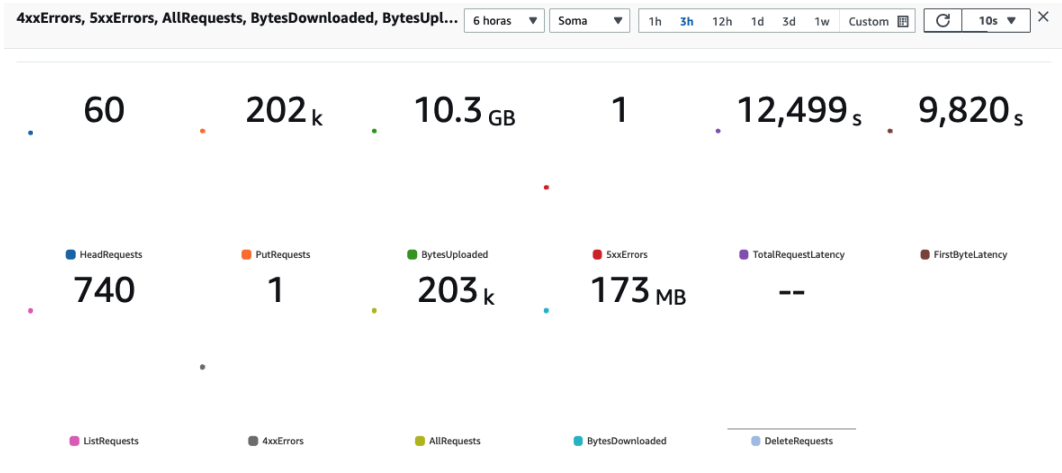 4xxErrors, 5xxErrors, AllRequests, BytesDownloaded, BytesUpl... 6 horas Soma 1h 3h 12h 1d 3d 1w Custom 10s
60 202 k 10.3 GB 1 12,499 s 9,820 s
HeadRequests PutRequests BytesUploaded 5xxErrors TotalRequestLatency FirstByteLatency
740 1 203 k 173 MB --
ListRequests 4xxErrors AllRequests BytesDownloaded DeleteRequests